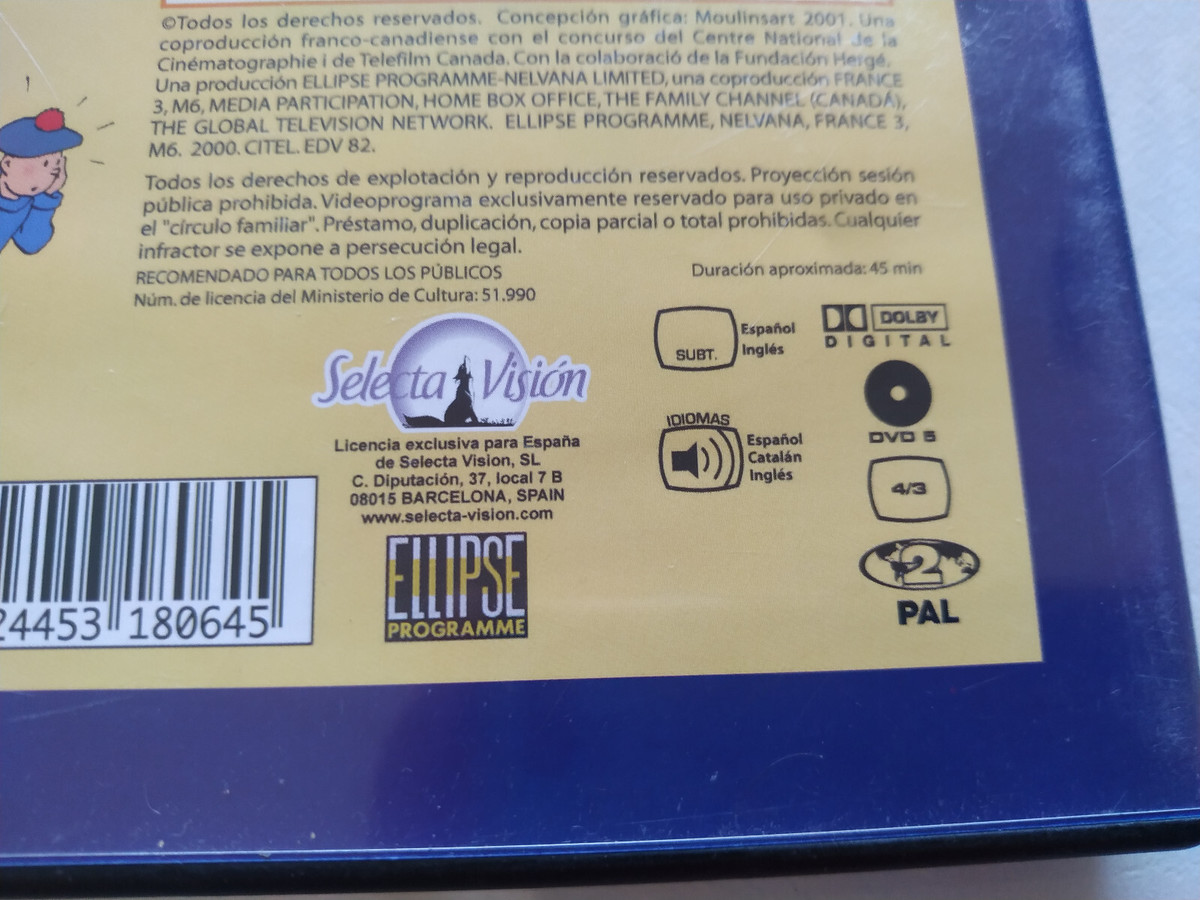 ©Todos los derechos reservados. Concepción gráfica: Moulinsart 2001. Una
coproducción franco-canadiense con el concurso del Centre National de la
Cinématographie i de Telefilm Canada. Con la colaboració de la Fundación Hergé.
Una producción ELLIPSE PROGRAMME-NELVANA LIMITED, una coproducción FRANCE
3, M6, MEDIA PARTICIPATION, HOME BOX OFFICE, THE FAMILY CHANNEL (CANADÁ),
THE GLOBAL TELEVISION NETWORK. ELLIPSE PROGRAMME, NELVANA, FRANCE 3,
M6. 2000. CITEL. EDV 82.
Todos los derechos de explotación y reproducción reservados. Proyección sesión
pública prohibida. Videoprograma exclusivamente reservado para uso privado en
el "círculo familiar". Préstamo, duplicación, copia parcial o total prohibidas. Cualquier
infractor se expone a persecución legal.
RECOMENDADO PARA TODOS LOS PÚBLICOS
Núm. de licencia del Ministerio de Cultura: 51.990
Duración aproximada: 45 min
Selecta Visión
Licencia exclusiva para España
de Selecta Vision, SL
C. Diputación, 37, local 7 B
08015 BARCELONA, SPAIN
www.selecta-vision.com
ELLIPSE
PROGRAMME
24453 180645
SUBT.
Español
Inglés
IDIOMAS
Español
Catalán
Inglés
DOLBY
DIGITAL
DVD 5
4/3
2
PAL